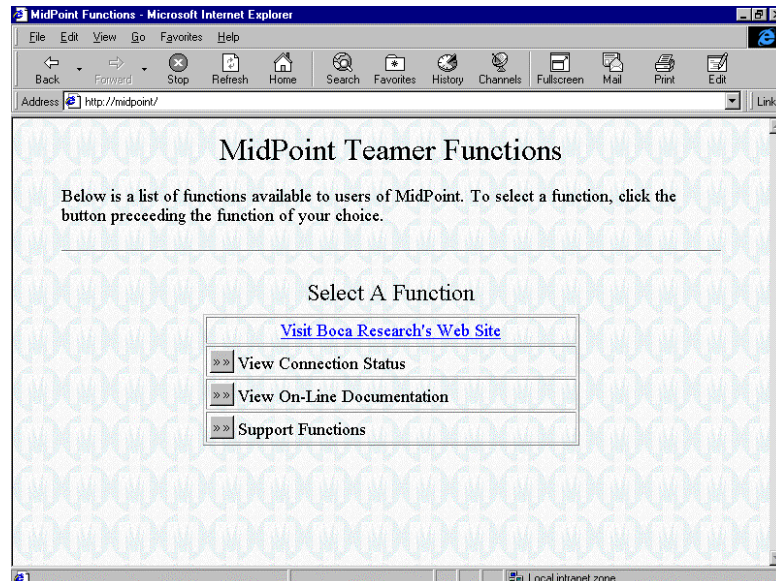 MidPoint Functions - Microsoft Internet Explorer
File Edit View Go Favorites Help
Back Forward Stop Refresh Home Search Favorites History Channels Fullscreen Mail Print Edit
Address http://midpoint/ Link
MidPoint Teamer Functions
Below is a list of functions available to users of MidPoint. To select a function, click the
button preceeding the function of your choice.
Select A Function
Visit Boca Research's Web Site
»» View Connection Status
»» View On-Line Documentation
»» Support Functions
Local intranet zone